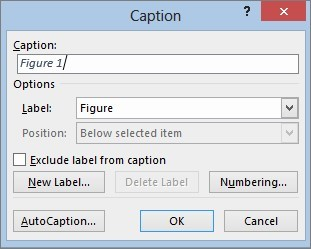 Caption
?
Caption:
Figure 1
Options
Label: Figure
Position: Below selected item
Exclude label from caption
New Label... Delete Label Numbering...
AutoCaption... OK Cancel